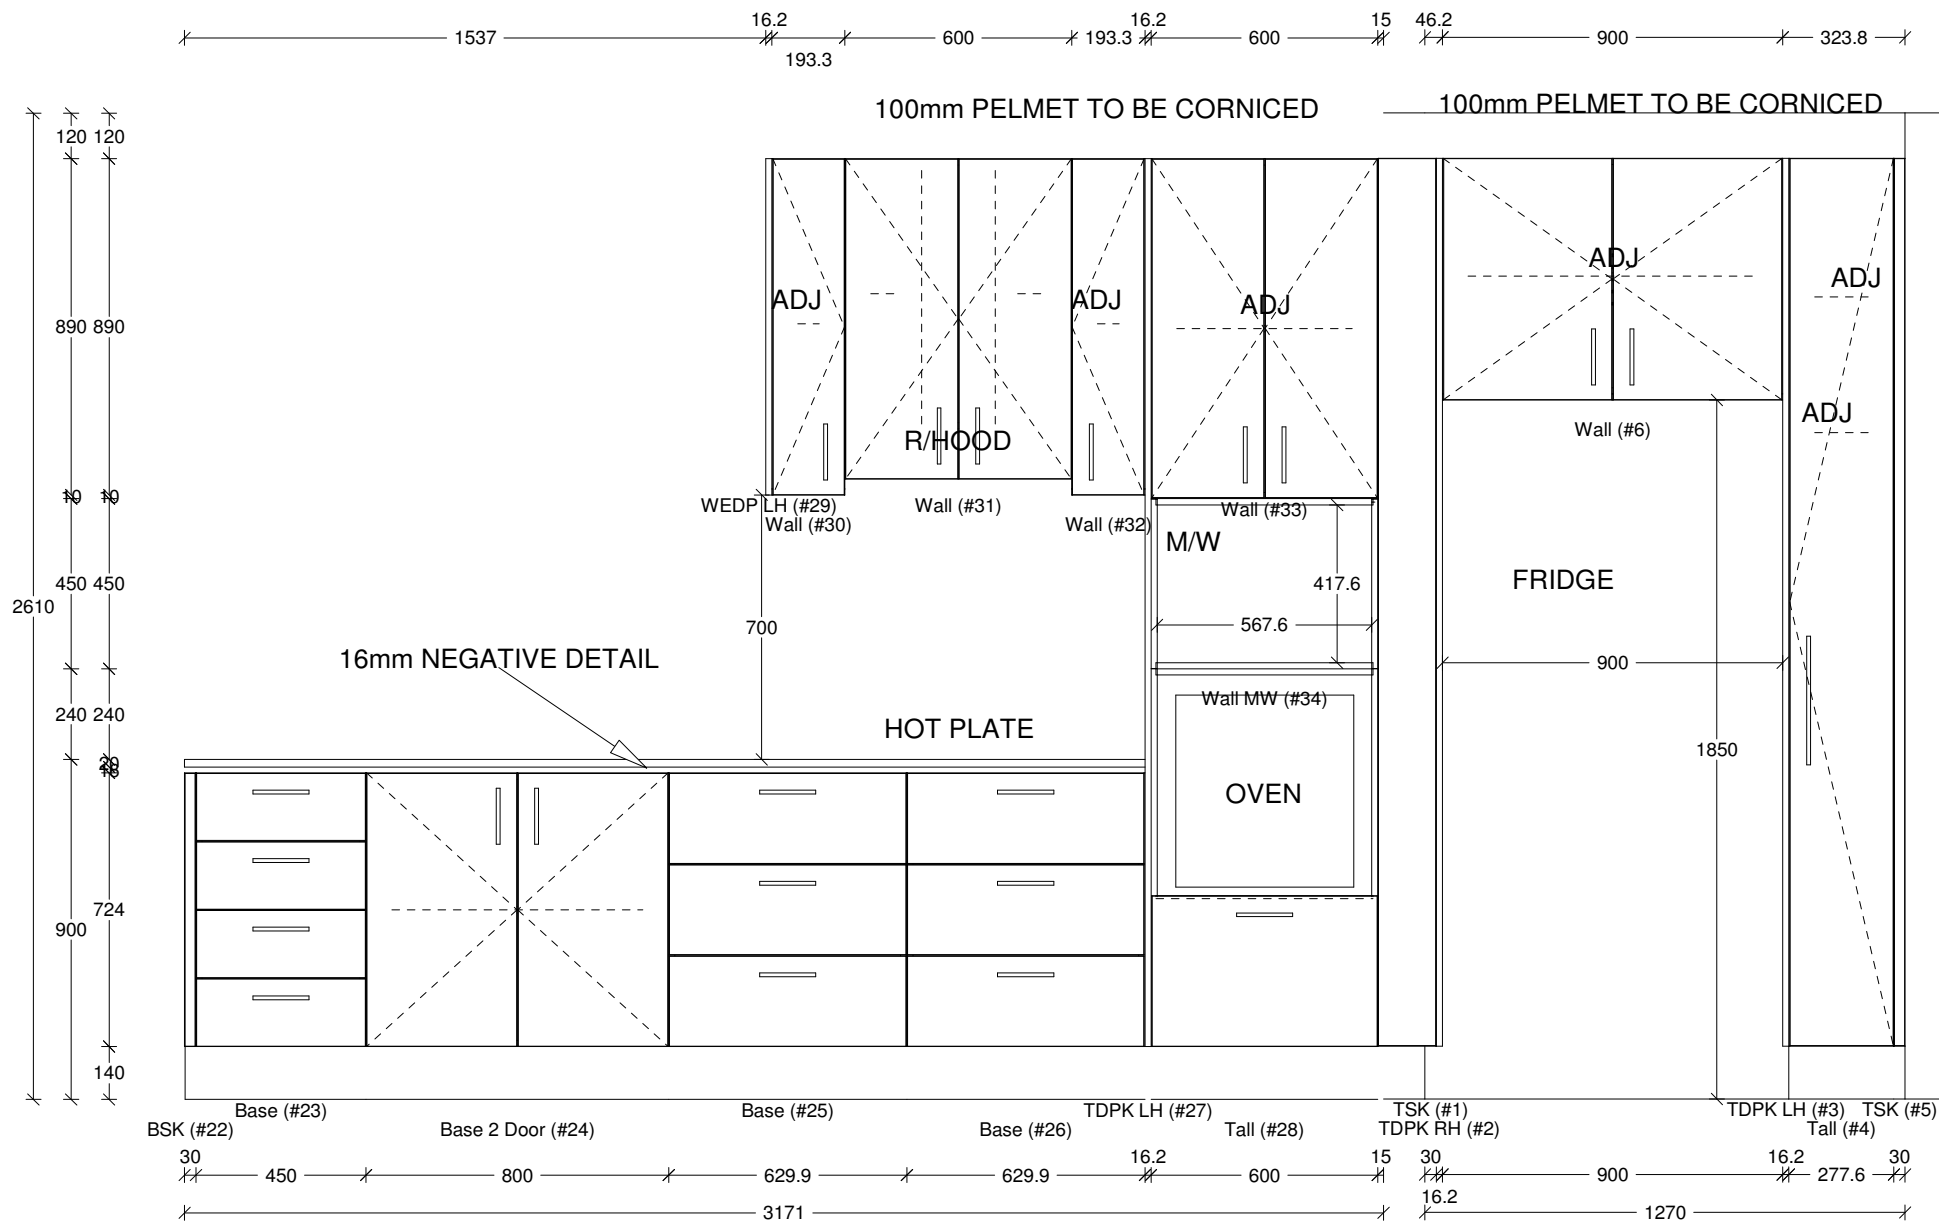 16.2 16.2 15 46.2
1537 600 193.3 600 900 323.8
193.3
100mm PELMET TO BE CORNICED 100mm PELMET TO BE CORNICED
120 120
ADJ ADJ
ADJ ADJ ADJ
890 890
ADJ
R/HOOD Wall (#6)
10 10
WEDP LH (#29) Wall (#31) Wall (#33)
Wall (#30) Wall (#32)
M/W
450 450 417.6 FRIDGE
2610
700 567.6
16mm NEGATIVE DETAIL 900
Wall MW (#34)
240 240
HOT PLATE 1850
20
16
OVEN
724
900
140
Base (#23) Base (#25) TDPK LH (#27) TSK (#1) TDPK LH (#3) TSK (#5)
BSK (#22) Base 2 Door (#24) Base (#26) Tall (#28) TDPK RH (#2) Tall (#4)
30 16.2 15 30 16.2 30
450 800 629.9 629.9 600 900 277.6
16.2
3171 1270